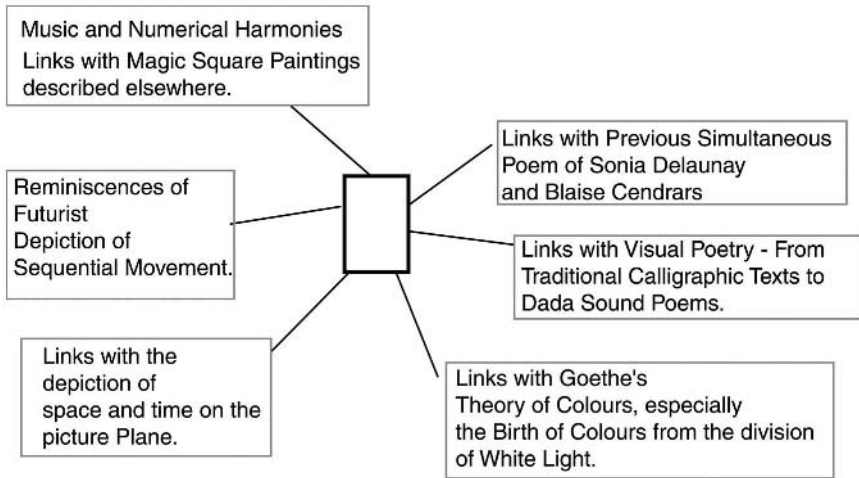 Music and Numerical Harmonies
Links with Magic Square Paintings
described elsewhere.
Links with Previous Simultaneous
Poem of Sonia Delaunay
and Blaise Cendrars
Reminiscences of
Futurist
Depiction of
Sequential Movement.
Links with Visual Poetry - From
Traditional Calligraphic Texts to
Dada Sound Poems.
Links with the
depiction of
space and time on the
picture Plane.
Links with Goethe's
Theory of Colours, especially
the Birth of Colours from the division
of White Light.